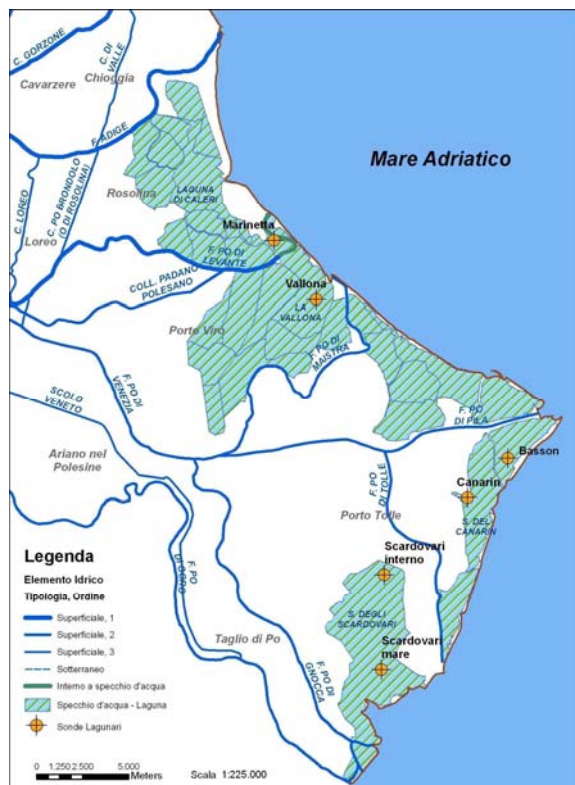 C. GORZONE
Cavarzere
Chioggia
C. DI
VALLE
Mare Adriatico
F. ADIGE
C. LOREO
C. PO BRONDOLO
(O DI ROSOLINA)
Rosolina
LAGUNA
DI CALERI
Loreo
Marinetta
F. PO DI
LEVANTE
COLL. PADANO
POLESANO
Vallona
LA
VALLONA
Porto Viro
F. PO DI
MAISTRA
F. PO DI
VENEZIA
SCOLO
VENETO
F. PO
DI PILA
Ariano nel
Polesine
F. PO
DI TOLLE
Basson
Canarin
S. DEL
CANARIN
Porto Tolle
Scardovari
interno
F. PO
DI GORO
S. DEGLI
SCARDOVARI
Scardovari
mare
Taglio di Po
F. PO DI
GNOCCA
Legenda
Elemento Idrico
Tipologia, Ordine
Superficiale, 1
Superficiale, 2
Superficiale, 3
Sotterraneo
Interno a specchio d'acqua
Specchio d'acqua - Laguna
Sonde Lagunari
0 1.250 2.500 5.000
Meters
Scala 1:225.000